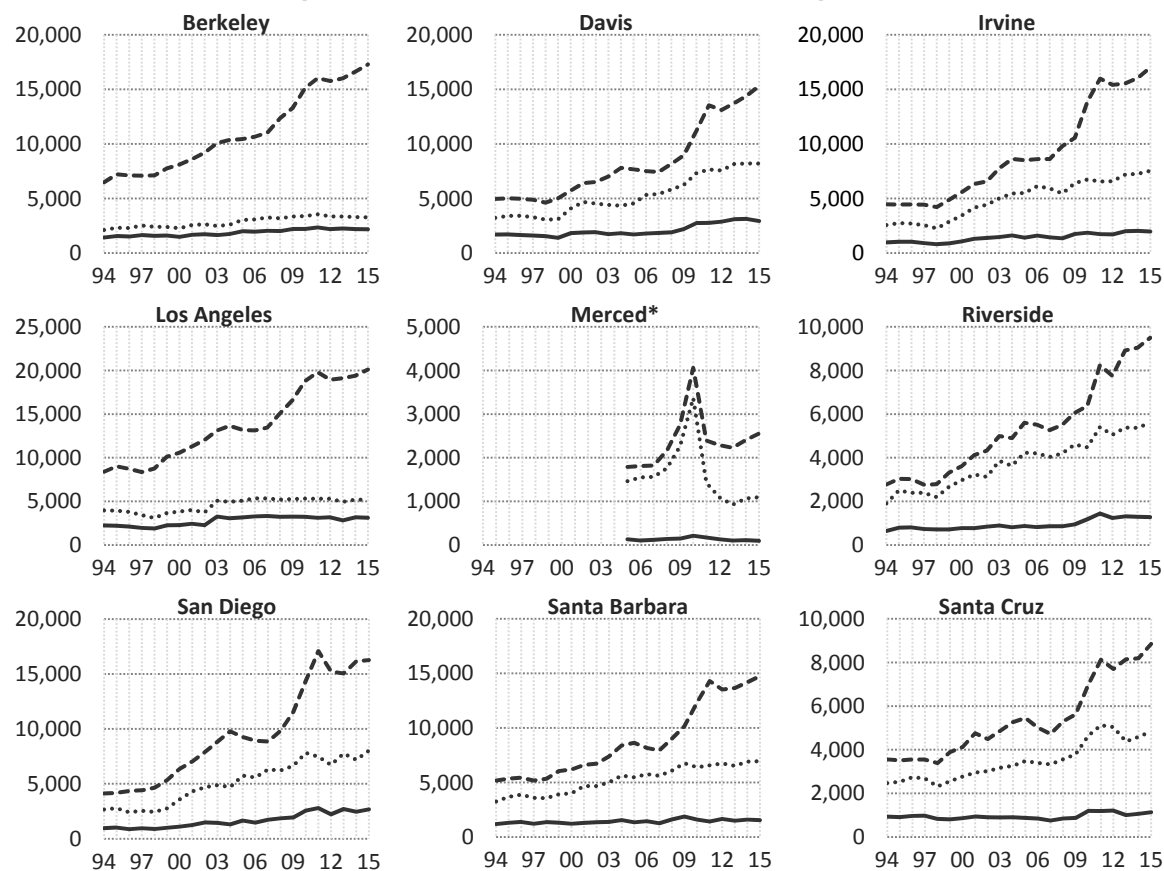 Berkeley Davis Irvine
20,000 20,000 20,000
15,000 15,000 15,000
10,000 10,000 10,000
5,000 5,000 5,000
0 0 0
94 97 00 03 06 09 12 15 94 97 00 03 06 09 12 15 94 97 00 03 06 09 12 15
Los Angeles Merced* Riverside
25,000 5,000 10,000
20,000 4,000 8,000
15,000 3,000 6,000
10,000 2,000 4,000
5,000 1,000 2,000
0 0 0
94 97 00 03 06 09 12 15 94 97 00 03 06 09 12 15 94 97 00 03 06 09 12 15
San Diego Santa Barbara Santa Cruz
20,000 20,000 10,000
15,000 15,000 8,000
10,000 10,000 6,000
5,000 5,000 4,000
0 0 2,000
0
94 97 00 03 06 09 12 15 94 97 00 03 06 09 12 15 94 97 00 03 06 09 12 15